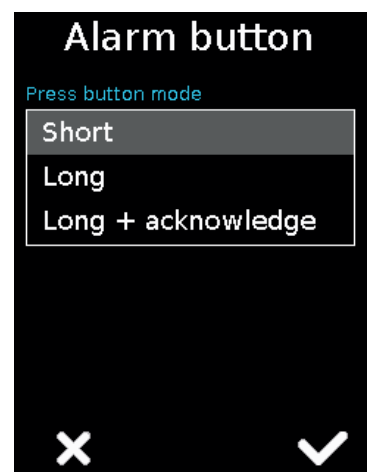 Alarm button
Press button mode
Short
Long
Long + acknowledge